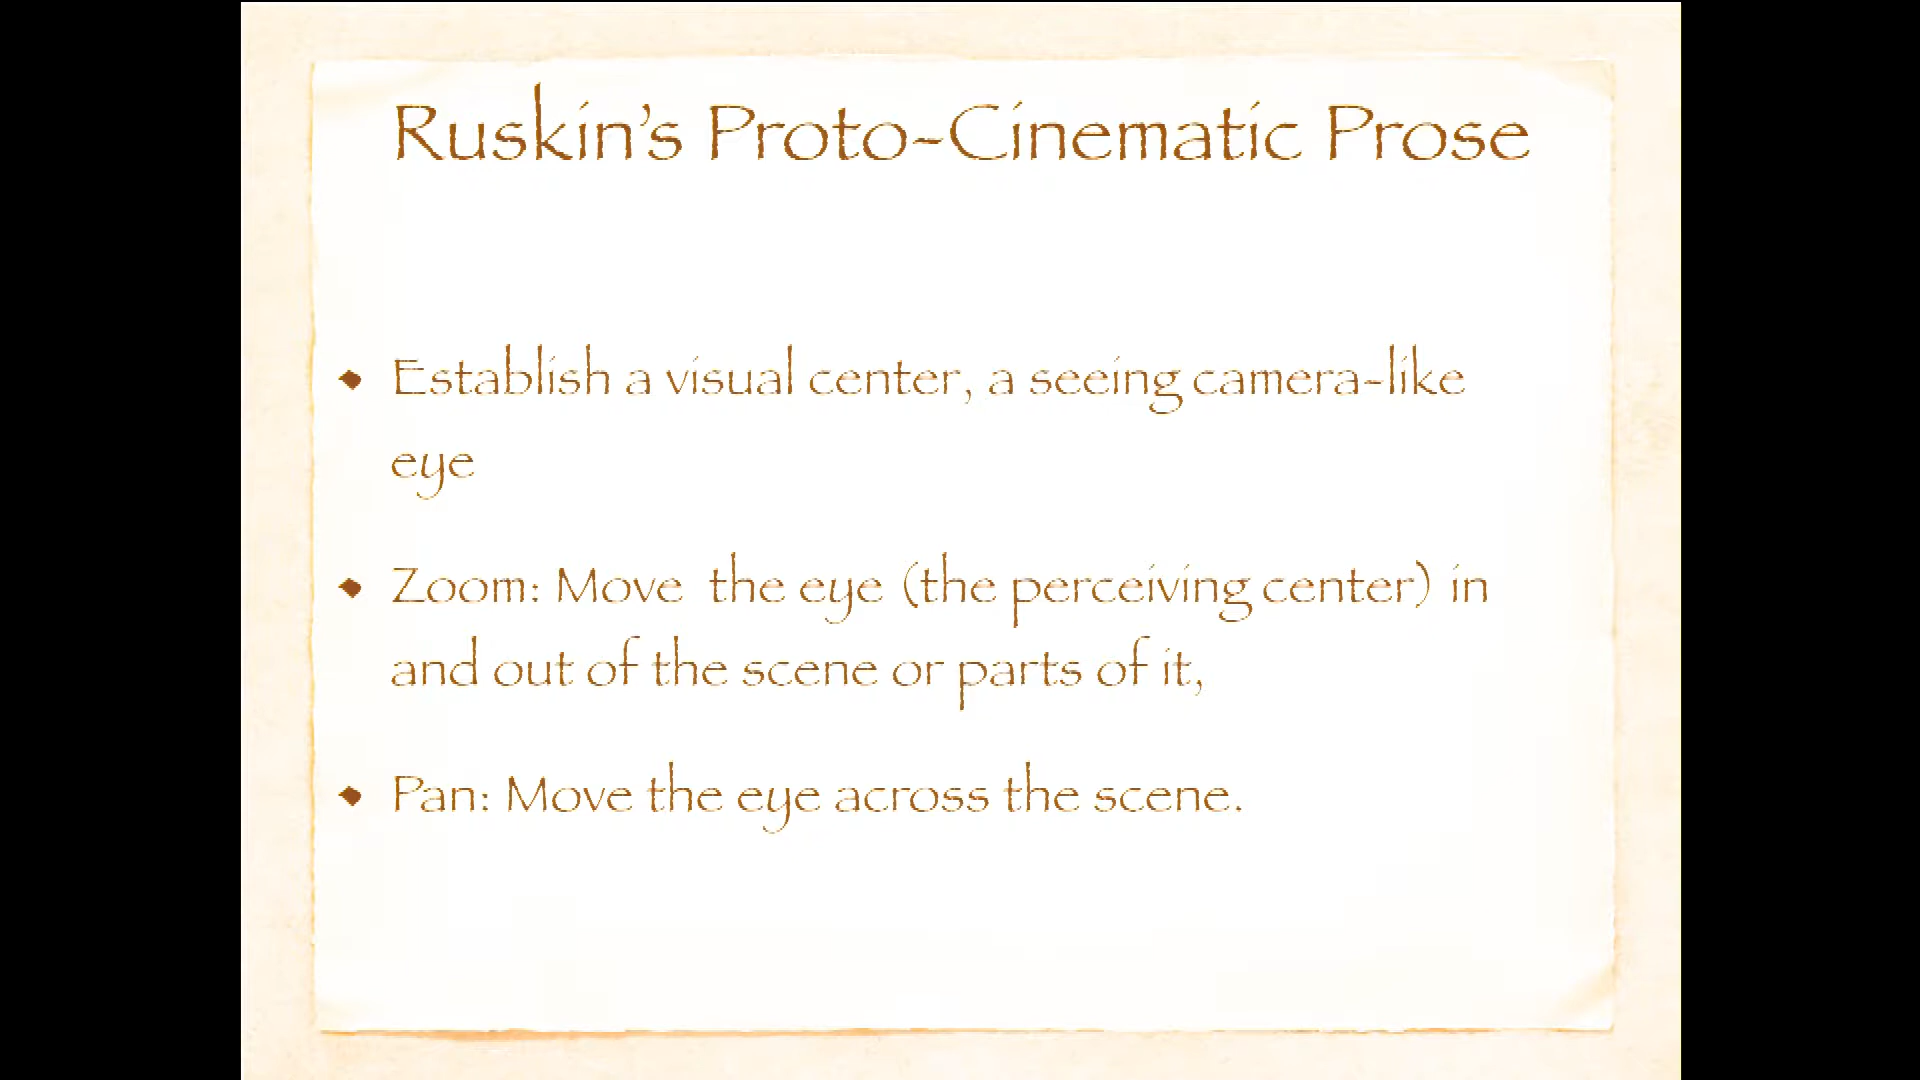 Ruskin's Proto-Cinematic Prose
• Establish a visual center, a seeing camera-like
eye
• Zoom: Move the eye (the perceiving center) in
and out of the scene or parts of it,
• Pan: Move the eye across the scene.